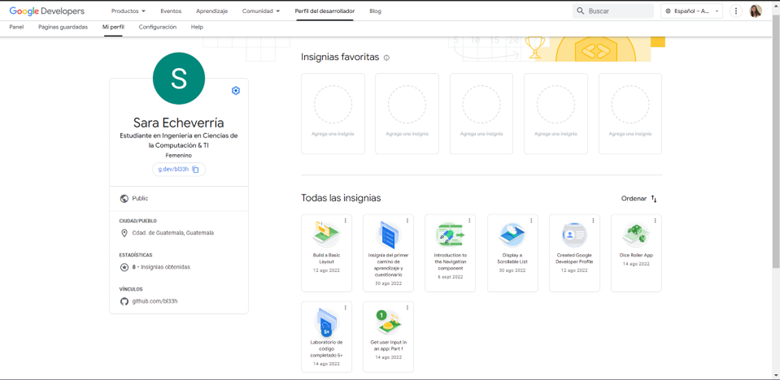 Google Developers
Productos
Eventos
Aprendizaje
Comunidad
Perfil del desarrollador
Blog
Buscar
Español – A...
Panel
Páginas guardadas
Mi perfil
Configuración
Help
S
Sara Echeverría
Estudiante en Ingeniería en Ciencias de
la Computación & TI
Femenino
g.dev/bl33h
Public
CIUDAD/PUEBLO
Cdad. de Guatemala, Guatemala
ESTADÍSTICAS
8 - Insignias obtenidas
VÍNCULOS
github.com/bl33h
Insignias favoritas
Agrega una insignia
Agrega una insignia
Agrega una insignia
Agrega una insignia
Agrega una insignia
Todas las insignias
Ordenar
Build a Basic
Layout
12 ago 2022
Insignia del primer
camino de
aprendizaje y
cuestionario
30 ago 2022
Introduction to
the Navigation
component
6 sept 2022
Display a
Scrollable List
30 ago 2022
Created Google
Developer Profile
12 ago 2022
Dice Roller App
14 ago 2022
5+
Laboratorio de
código
completado 5+
14 ago 2022
1
Get user input in
an app: Part 1
14 ago 2022